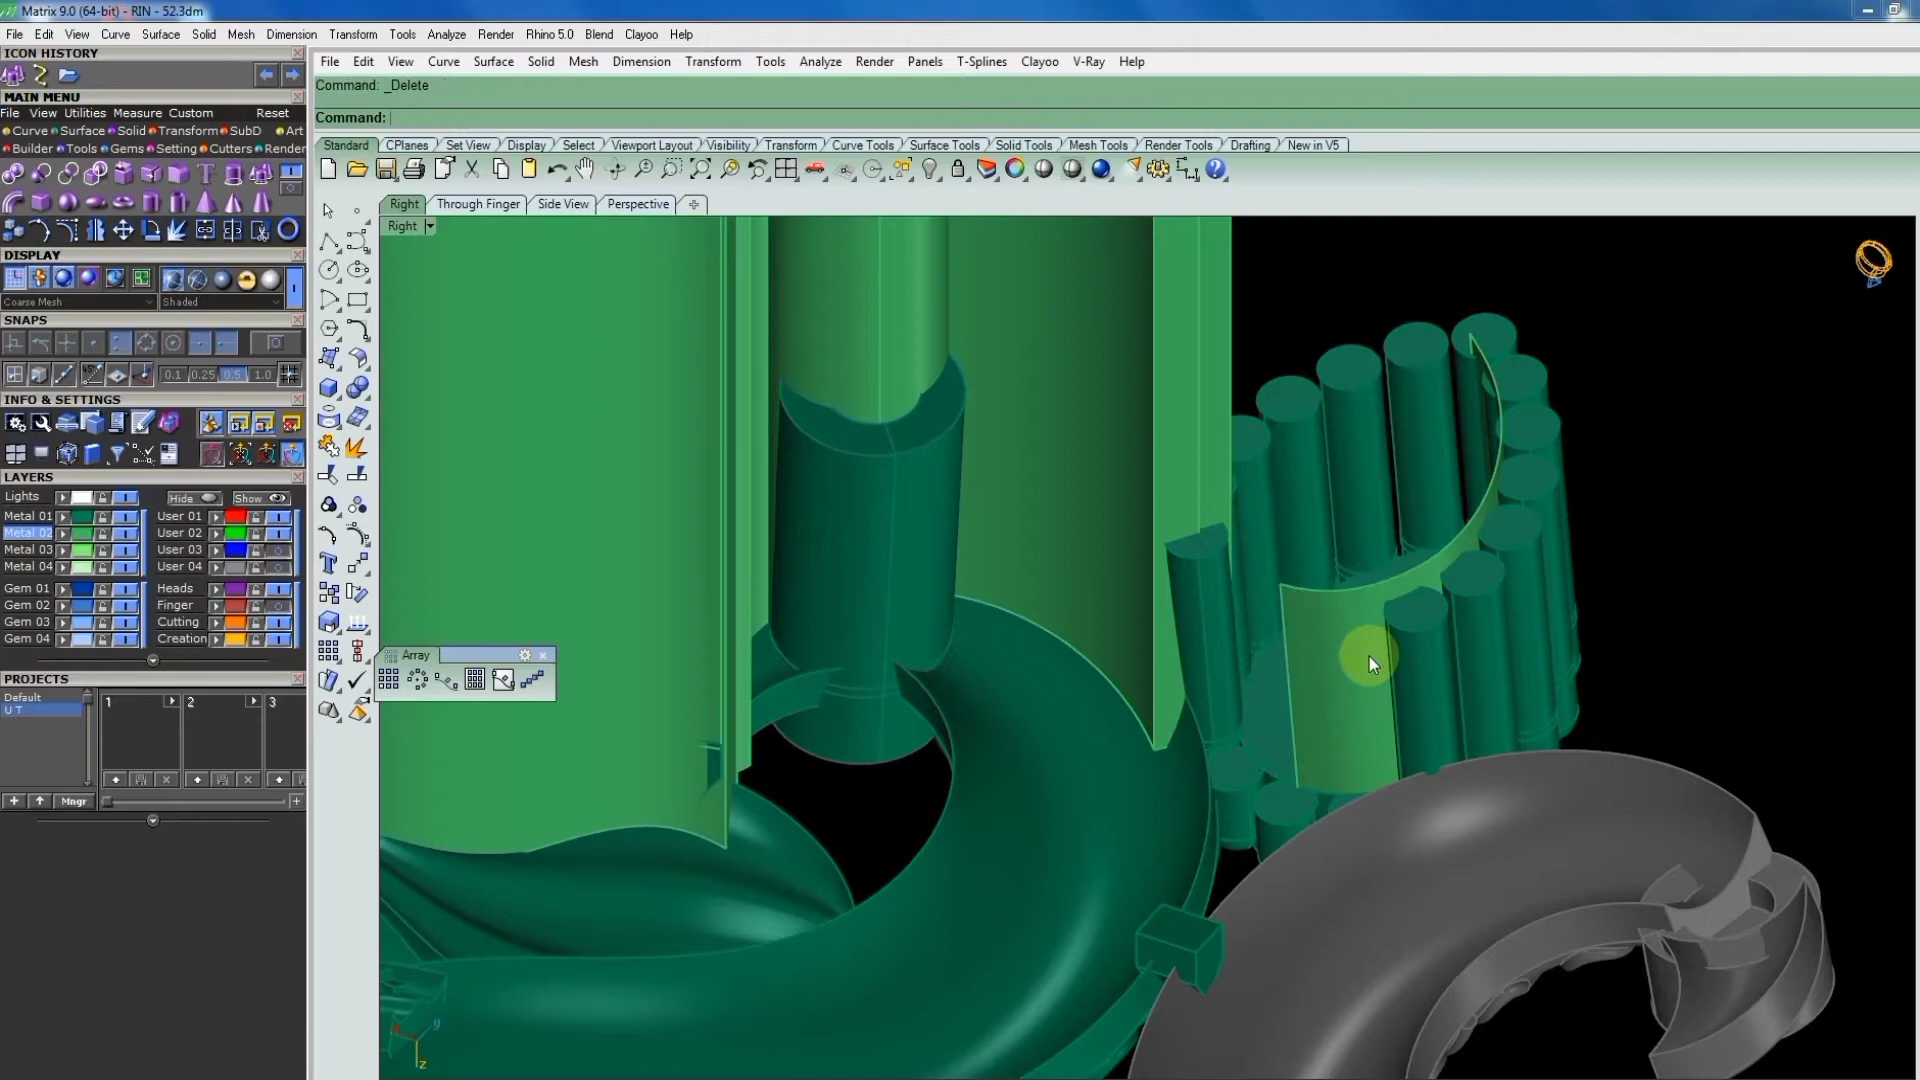 Matrix 9.0 (64-bit) - RIN - 52.3dm
File Edit View Curve Surface Solid Mesh Dimension Transform Tools Analyze Render Rhino 5.0 Blend Clayoo Help
ICON HISTORY
MAIN MENU
File View Utilities Measure Custom Reset
Curve Surface Solid Transform SubD Art
Builder Tools Gems Setting Cutters Render
DISPLAY
Coarse Mesh Shaded
SNAPS
0.1 0.25 0.5 1.0
INFO & SETTINGS
LAYERS
Lights Hide Show
Metal 01 User 01
Metal 02 User 02
Metal 03 User 03
Metal 04 User 04
Gem 01 Heads
Gem 02 Finger
Gem 03 Cutting
Gem 04 Creation
PROJECTS
Default
U T
1 2 3
Mngr
File Edit View Curve Surface Solid Mesh Dimension Transform Tools Analyze Render Panels T-Splines Clayoo V-Ray Help
Command: _Delete
Command:
Standard CPlanes Set View Display Select Viewport Layout Visibility Transform Curve Tools Surface Tools Solid Tools Mesh Tools Render Tools Drafting New in V5
Right Through Finger Side View Perspective
Right
Array
y
z